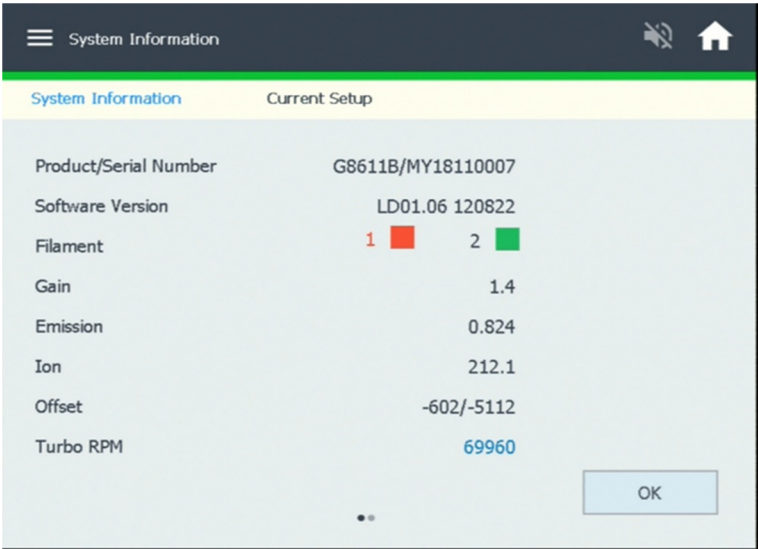 System Information
System Information Current Setup
Product/Serial Number G8611B/MY18110007
Software Version LD01.06 120822
Filament 1 2
Gain 1.4
Emission 0.824
Ion 212.1
Offset -602/-5112
Turbo RPM 69960
OK